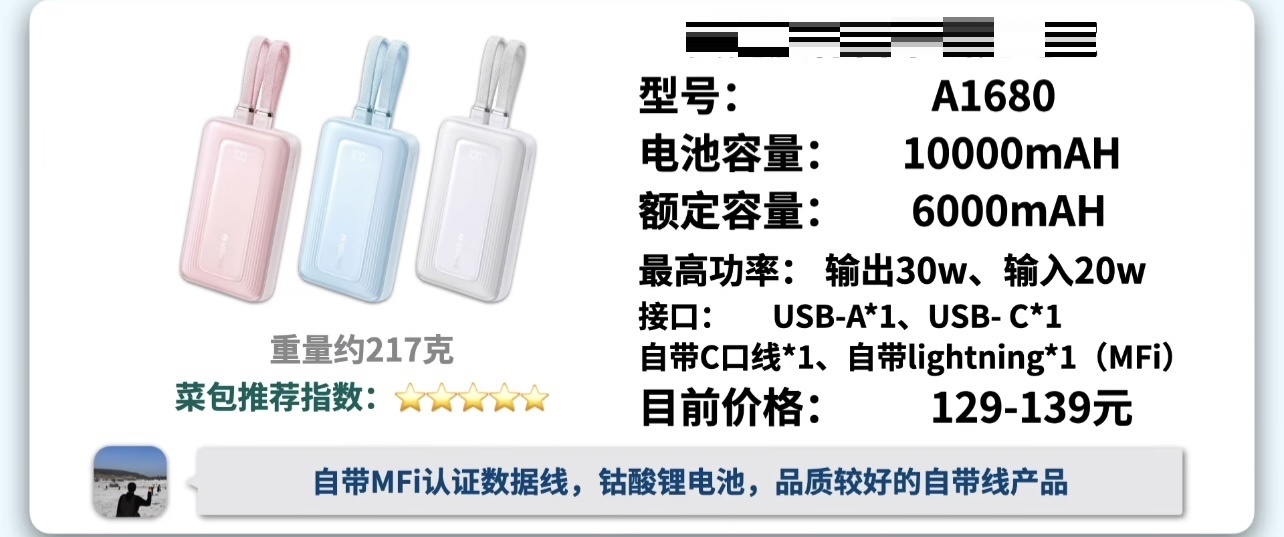 型号： A1680
电池容量： 10000mAH
额定容量： 6000mAH
最高功率： 输出30w、输入20w
接口： USB-A*1、USB- C*1
自带C口线*1、自带lightning*1（MFi）
目前价格： 129-139元
重量约217克
菜包推荐指数：
自带MFi认证数据线，钴酸锂电池，品质较好的自带线产品